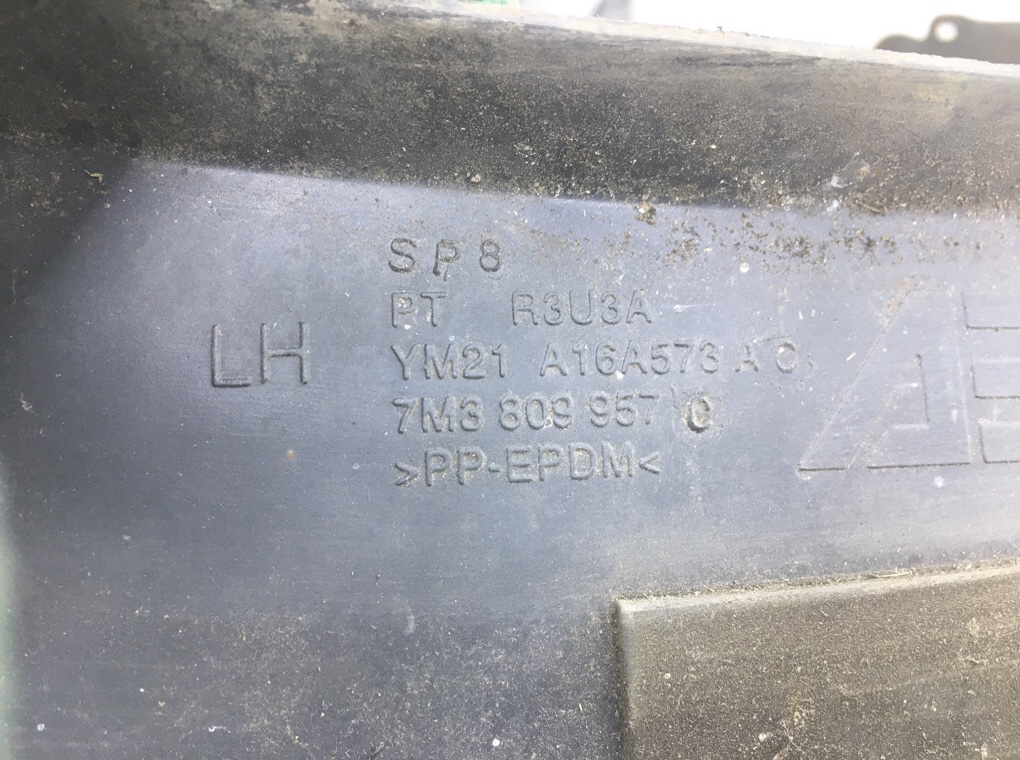 SP8
PT R3U3A
LH
YM21 A16A573 AC
7M3 809 957 C
>PP-EPDM<